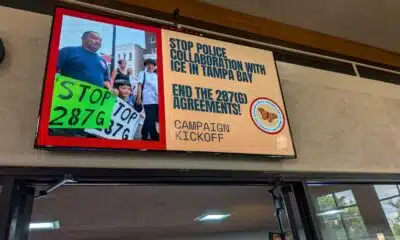 STOP POLICE
COLLABORATION WITH
ICE IN TAMPA BAY
END THE 287(G)
AGREEMENTS!
CAMPAIGN
KICKOFF
STOP
287G
STOP
287G